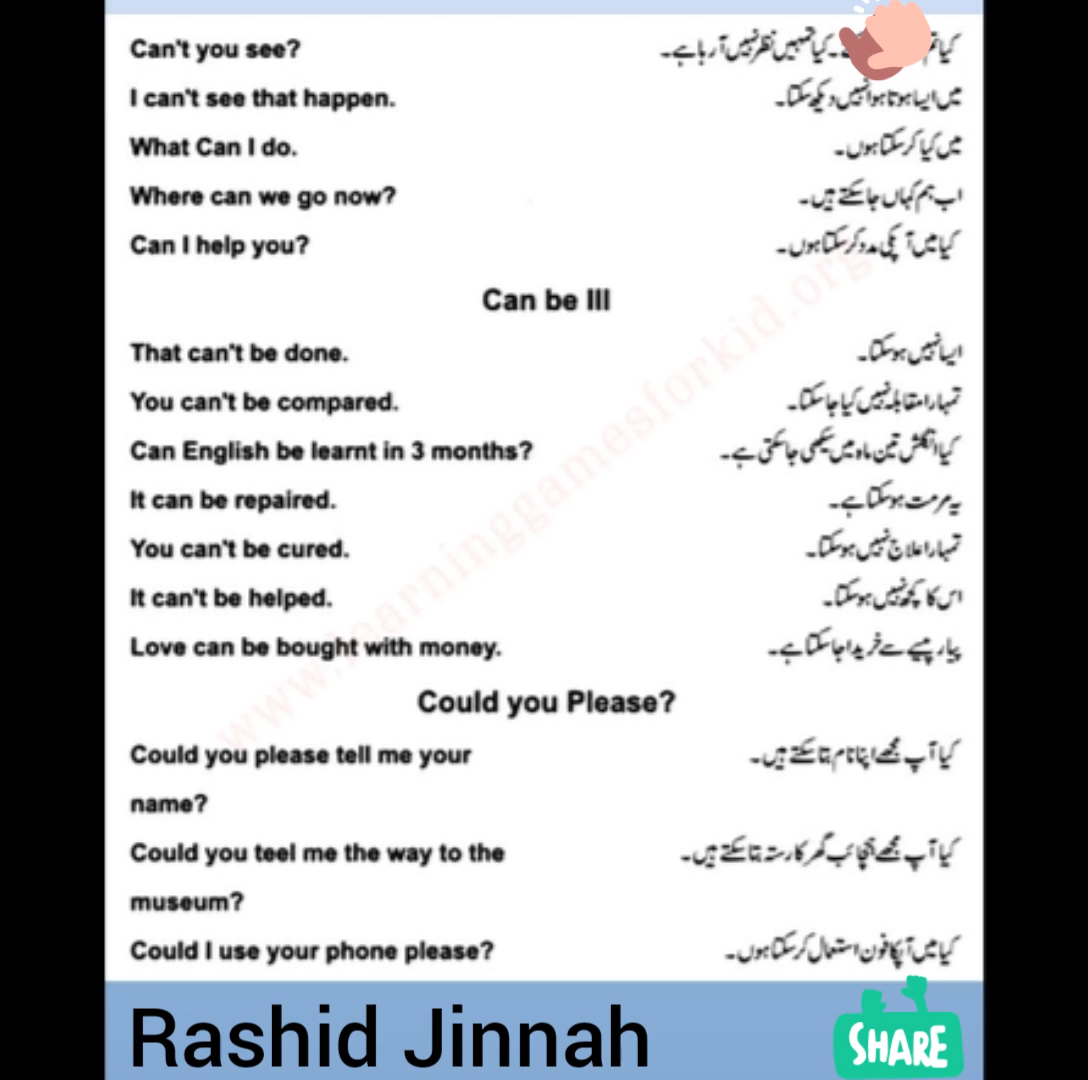 Can't you see? کیا تم ۔کیا تمہیں نظر نہیں آ رہا ہے۔
I can't see that happen. میں ایسا ہوتا ہوا نہیں دیکھ سکتا۔
What Can I do. میں کیا کر سکتا ہوں۔
Where can we go now? اب ہم کہاں جا سکتے ہیں۔
Can I help you? کیا میں آپکی مدد کر سکتا ہوں۔
Can be III
That can't be done. ایسا نہیں ہو سکتا۔
You can't be compared. تمہارا مقابلہ نہیں کیا جا سکتا۔
Can English be learnt in 3 months? کیا انگلش تین ماہ میں سیکھی جا سکتی ہے۔
It can be repaired. یہ مرمت ہو سکتا ہے۔
You can't be cured. تمہارا علاج نہیں ہو سکتا۔
It can't be helped. اس کا کچھ نہیں ہو سکتا۔
Love can be bought with money. پیار پیسے سے خریدا جا سکتا ہے۔
Could you Please?
Could you please tell me your کیا آپ مجھے اپنا نام بتا سکتے ہیں۔
name?
Could you teel me the way to the کیا آپ مجھے عجائب گھر کا رستہ بتا سکتے ہیں۔
museum?
Could I use your phone please? کیا میں آپکا فون استعمال کر سکتا ہوں۔
www.learninggamesforkid.org
Rashid Jinnah
SHARE